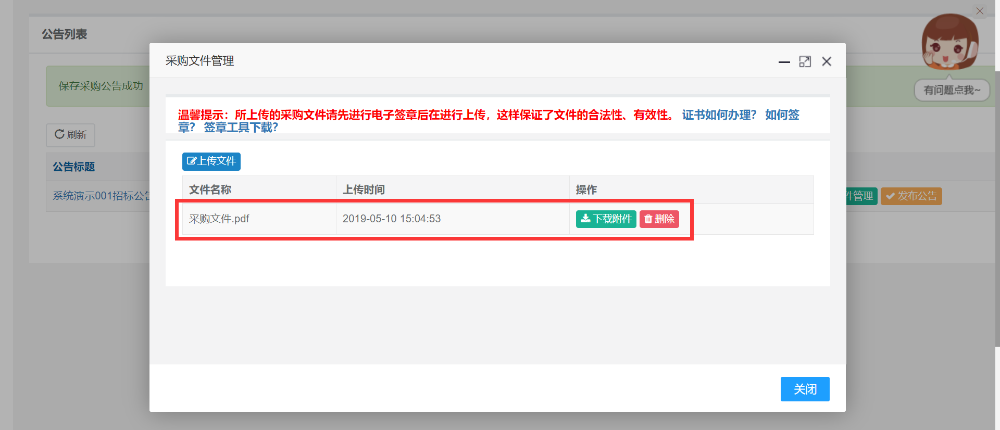 公告列表
采购文件管理
保存采购公告成功
有问题点我~
温馨提示：所上传的采购文件请先进行电子签章后在进行上传，这样保证了文件的合法性、有效性。 证书如何办理？ 如何签
章？ 签章工具下载？
刷新
上传文件
公告标题
文件名称 上传时间 操作
系统演示001招标公告
件管理 发布公告
采购文件.pdf 2019-05-10 15:04:53 下载附件 删除
关闭